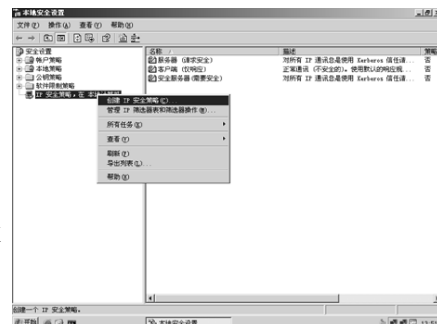 本地安全设置
文件(F) 操作(A) 查看(V) 帮助(H)
安全设置
帐户策略
本地策略
公钥策略
软件限制策略
IP 安全策略，在 本地
名称 描述 策略
服务器 (请求安全) 对所有 IP 通讯总是使用 Kerberos 信任请... 否
客户端 (仅响应) 正常通讯 (不安全的)。使用默认的响应规... 否
安全服务器(需要安全) 对所有 IP 通讯总是使用 Kerberos 信任请... 否
创建 IP 安全策略(C)...
管理 IP 筛选器表和筛选器操作(M)...
所有任务(K)
查看(V)
刷新(F)
导出列表(L)...
帮助(H)
创建一个 IP 安全策略。
开始
本地安全设置